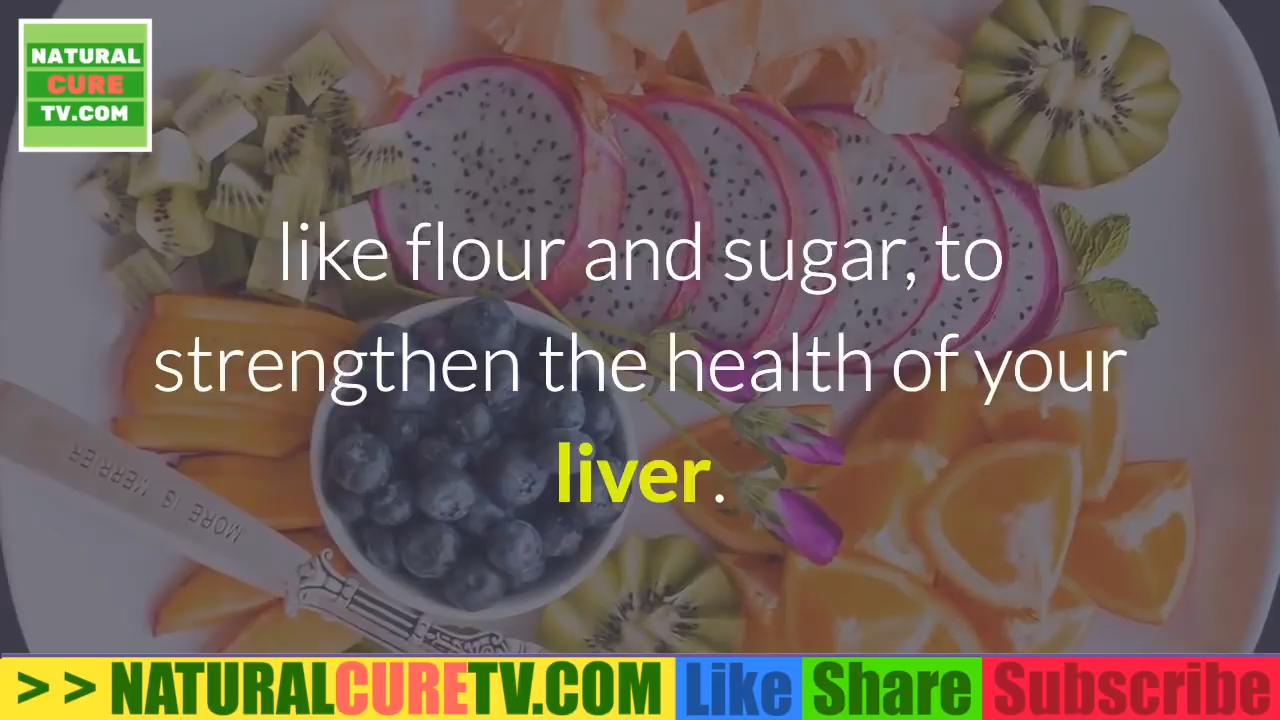 NATURAL
CURE
TV.COM
like flour and sugar, to
strengthen the health of your
liver.
MORE IS MERRIER
>> NATURALCURETV.COM Like Share Subscribe